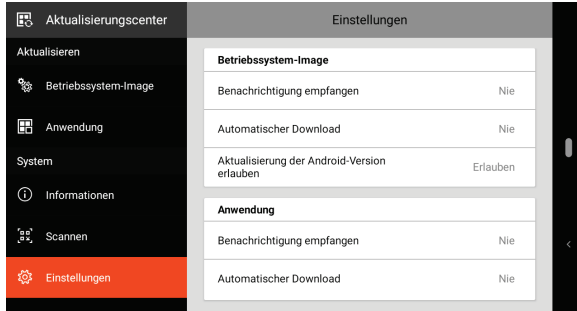 Aktualisierungscenter
Aktualisieren
Betriebssystem-Image
Anwendung
System
Informationen
Scannen
Einstellungen
Einstellungen
Betriebssystem-Image
Benachrichtigung empfangen Nie
Automatischer Download Nie
Aktualisierung der Android-Version
erlauben Erlauben
Anwendung
Benachrichtigung empfangen Nie
Automatischer Download Nie